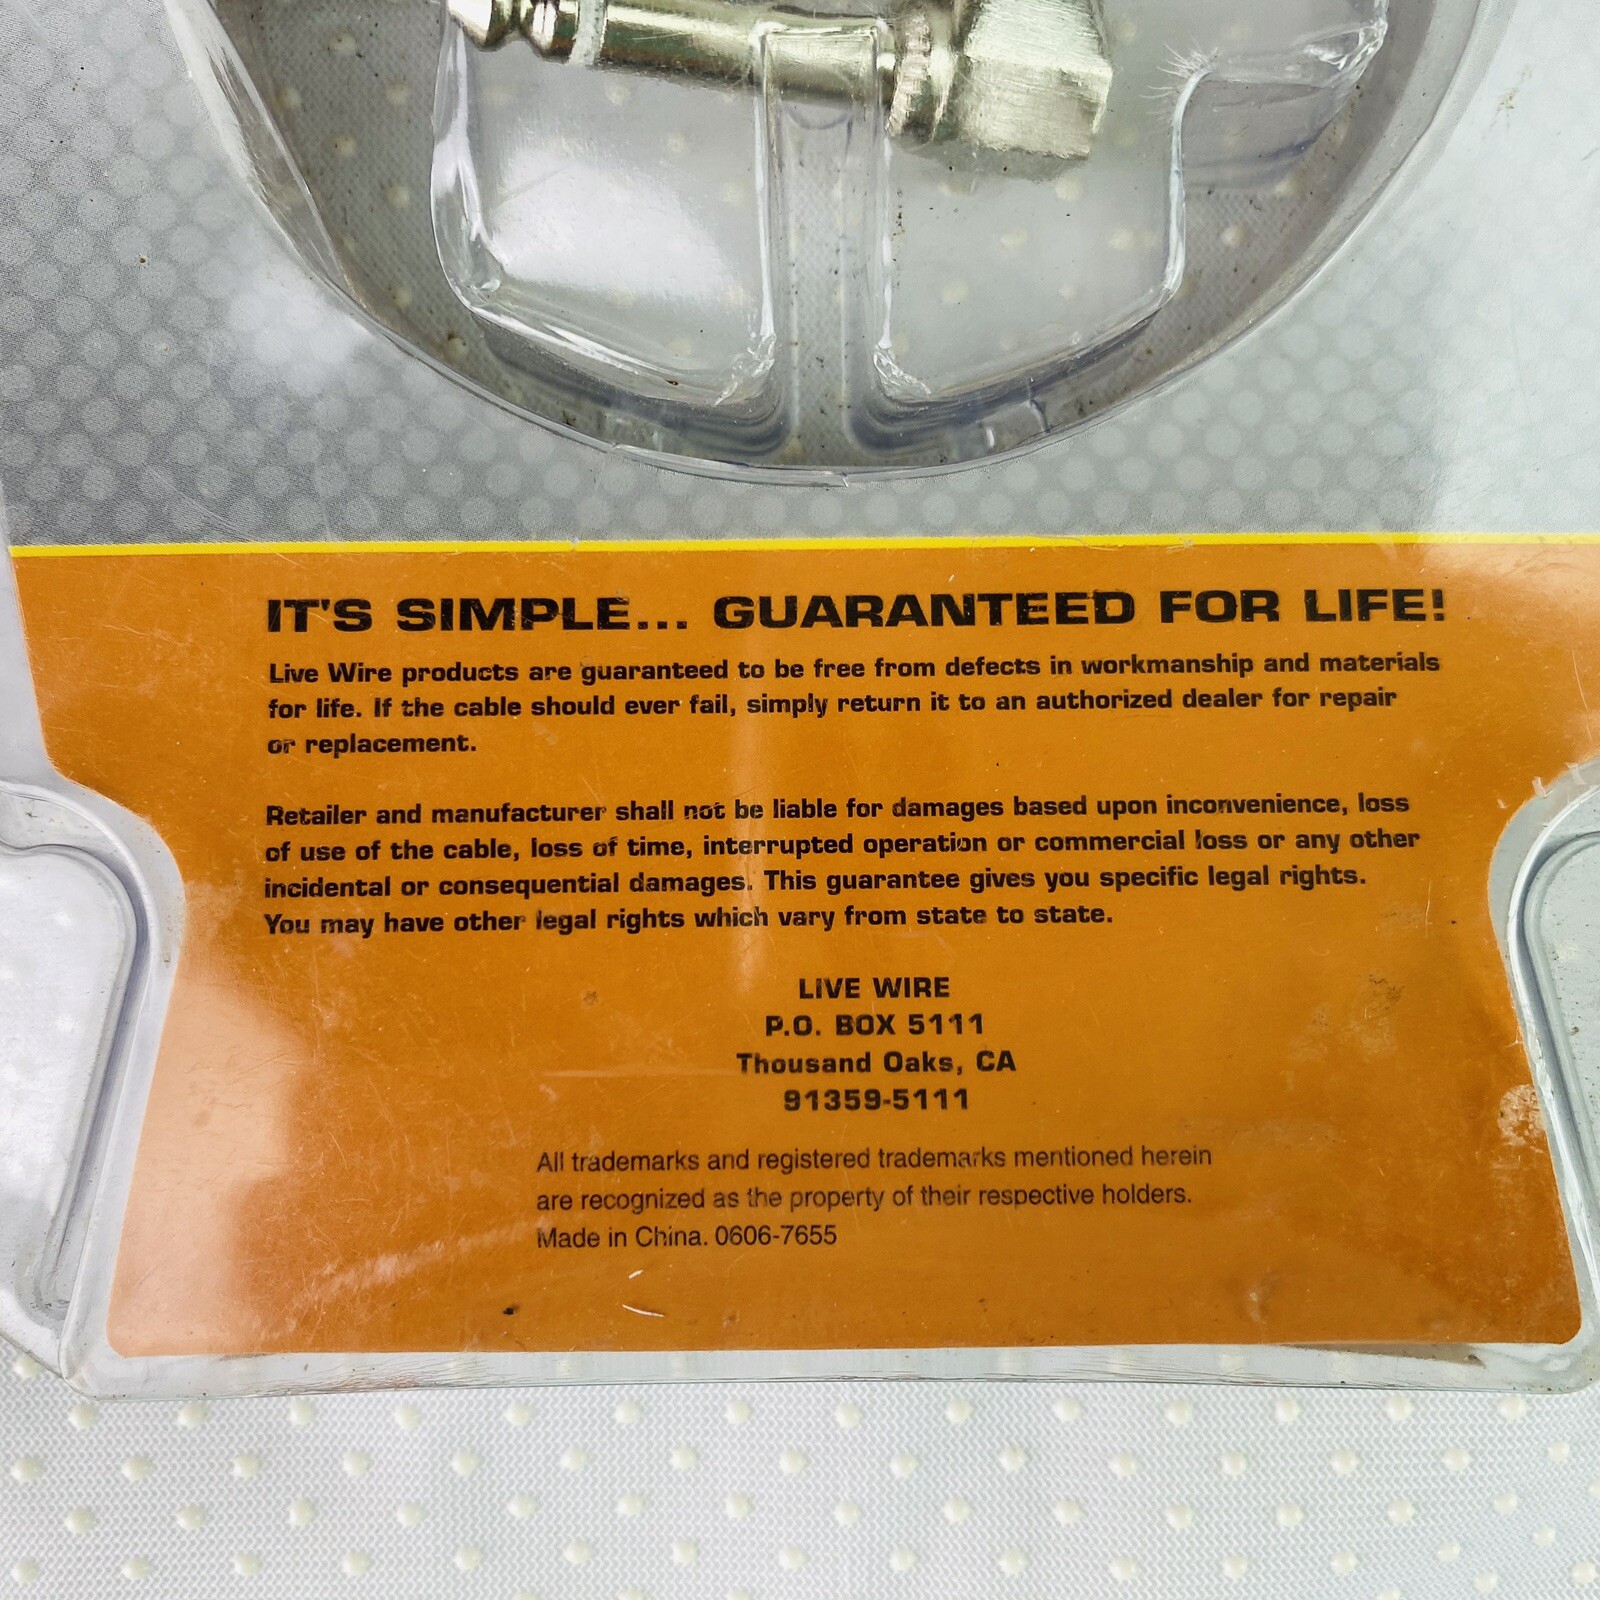 IT'S SIMPLE... GUARANTEED FOR LIFE!
Live Wire products are guaranteed to be free from defects in workmanship and materials
for life. If the cable should ever fail, simply return it to an authorized dealer for repair
or replacement.
Retailer and manufacturer shall not be liable for damages based upon inconvenience, loss
of use of the cable, loss of time, interrupted operation or commercial loss or any other
incidental or consequential damages. This guarantee gives you specific legal rights.
You may have other legal rights which vary from state to state.
LIVE WIRE
P.O. BOX 5111
Thousand Oaks, CA
91359-5111
All trademarks and registered trademarks mentioned herein
are recognized as the property of their respective holders.
Made in China. 0606-7655